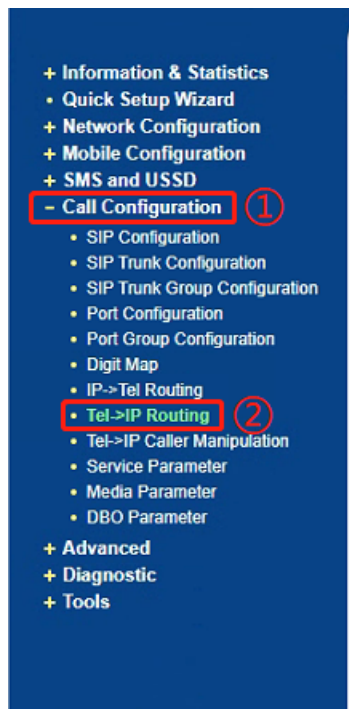 + Information & Statistics
• Quick Setup Wizard
+ Network Configuration
+ Mobile Configuration
+ SMS and USSD
− Call Configuration ①
• SIP Configuration
• SIP Trunk Configuration
• SIP Trunk Group Configuration
• Port Configuration
• Port Group Configuration
• Digit Map
• IP->Tel Routing
• Tel->IP Routing ②
• Tel->IP Caller Manipulation
• Service Parameter
• Media Parameter
• DBO Parameter
+ Advanced
+ Diagnostic
+ Tools